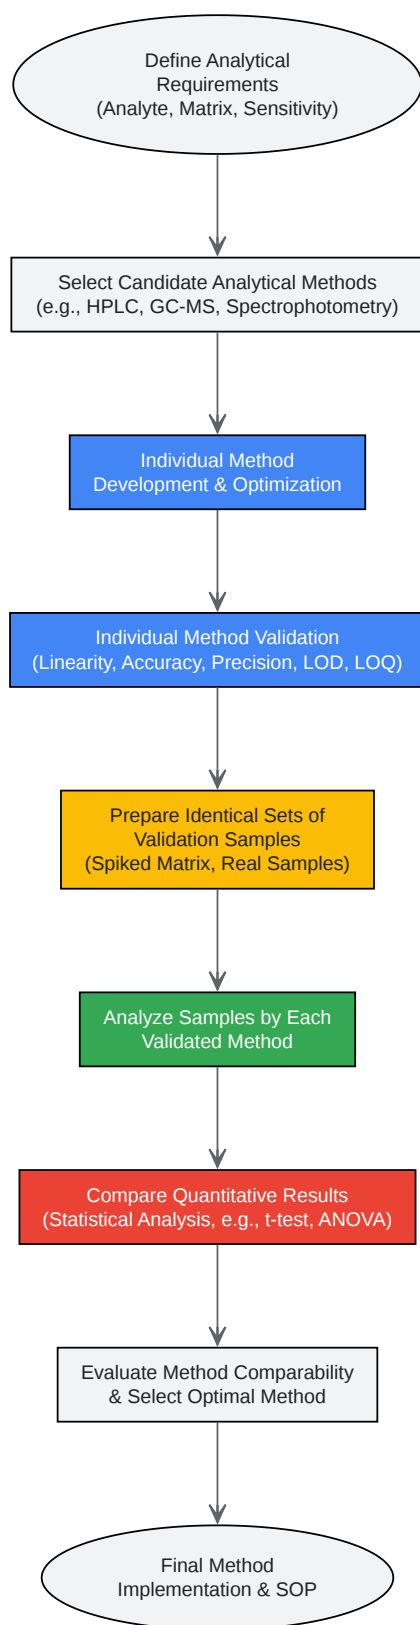 Define Analytical
Requirements
(Analyte, Matrix, Sensitivity)
Select Candidate Analytical Methods
(e.g., HPLC, GC-MS, Spectrophotometry)
Individual Method
Development & Optimization
Individual Method Validation
(Linearity, Accuracy, Precision, LOD, LOQ)
Prepare Identical Sets of
Validation Samples
(Spiked Matrix, Real Samples)
Analyze Samples by Each
Validated Method
Compare Quantitative Results
(Statistical Analysis, e.g., t-test, ANOVA)
Evaluate Method Comparability
& Select Optimal Method
Final Method
Implementation & SOP